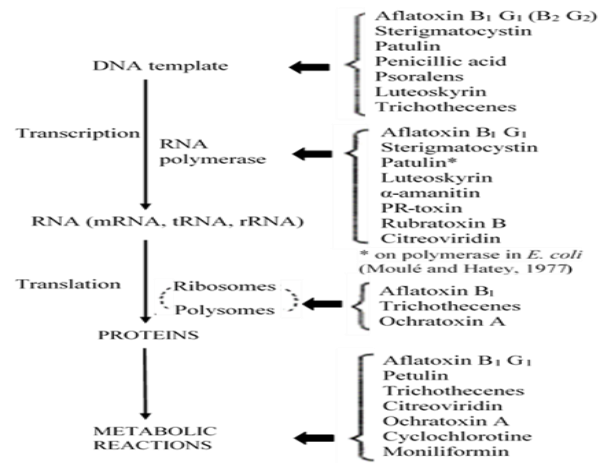 Aflatoxin B₁ G₁ (B₂ G₂)
Sterigmatocystin
Patulin
Penicillic acid
Psoralens
Luteoskyrin
Trichothecenes
DNA template
Transcription
RNA
polymerase
Aflatoxin B₁ G₁
Sterigmatocystin
Patulin*
Luteoskyrin
α-amanitin
PR-toxin
Rubratoxin B
Citreoviridin
* on polymerase in E. coli
(Moulé and Hatey, 1977)
RNA (mRNA, tRNA, rRNA)
Translation
Ribosomes
Polysomes
Aflatoxin B₁
Trichothecenes
Ochratoxin A
PROTEINS
Aflatoxin B₁ G₁
Petulin
Trichothecenes
Citreoviridin
Ochratoxin A
Cyclochlorotine
Moniliformin
METABOLIC
REACTIONS